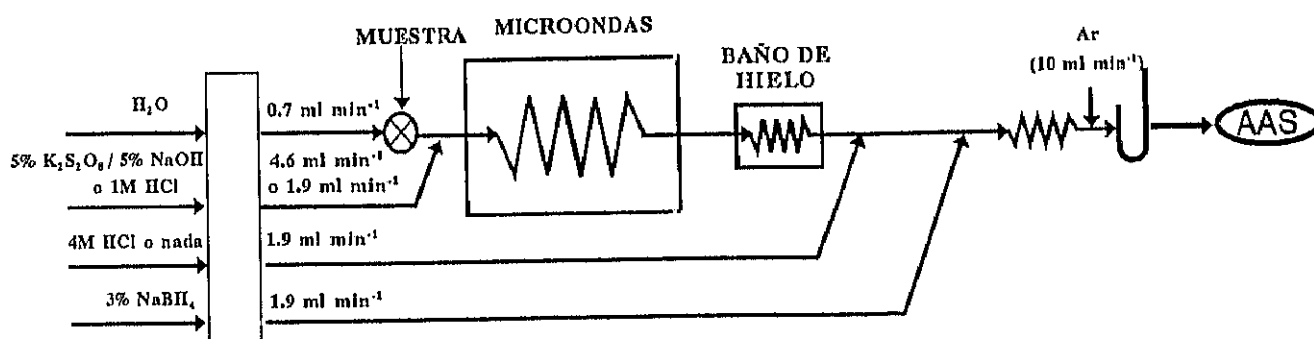 MUESTRA
MICROONDAS
BAÑO DE
HIELO
Ar
(10 ml min⁻¹)
H₂O
0.7 ml min⁻¹
5% K₂S₂O₈ / 5% NaOH
4.6 ml min⁻¹
o 1M HCl
o 1.9 ml min⁻¹
4M HCl o nada
1.9 ml min⁻¹
3% NaBH₄
1.9 ml min⁻¹
AAS